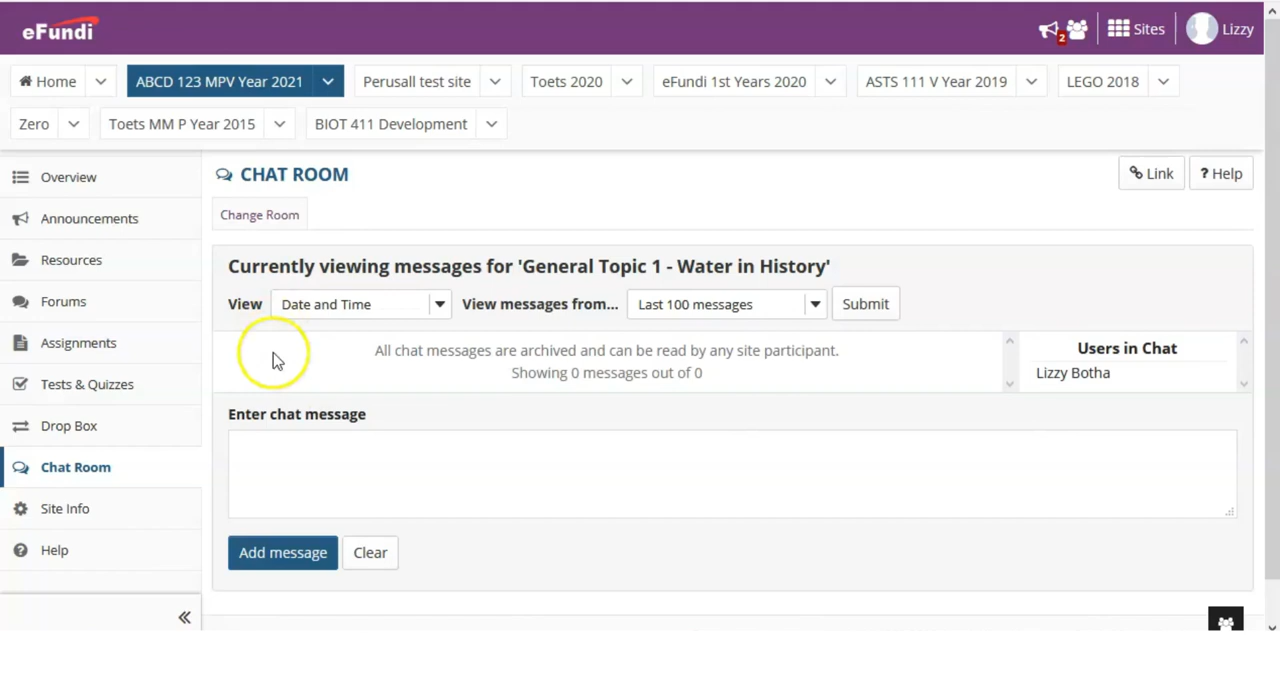 eFundi
2
Sites
Lizzy
Home
ABCD 123 MPV Year 2021
Perusall test site
Toets 2020
eFundi 1st Years 2020
ASTS 111 V Year 2019
LEGO 2018
Zero
Toets MM P Year 2015
BIOT 411 Development
Overview
Announcements
Resources
Forums
Assignments
Tests & Quizzes
Drop Box
Chat Room
Site Info
Help
CHAT ROOM
Link
? Help
Change Room
Currently viewing messages for 'General Topic 1 - Water in History'
View Date and Time View messages from... Last 100 messages Submit
All chat messages are archived and can be read by any site participant.
Showing 0 messages out of 0
Users in Chat
Lizzy Botha
Enter chat message
Add message
Clear